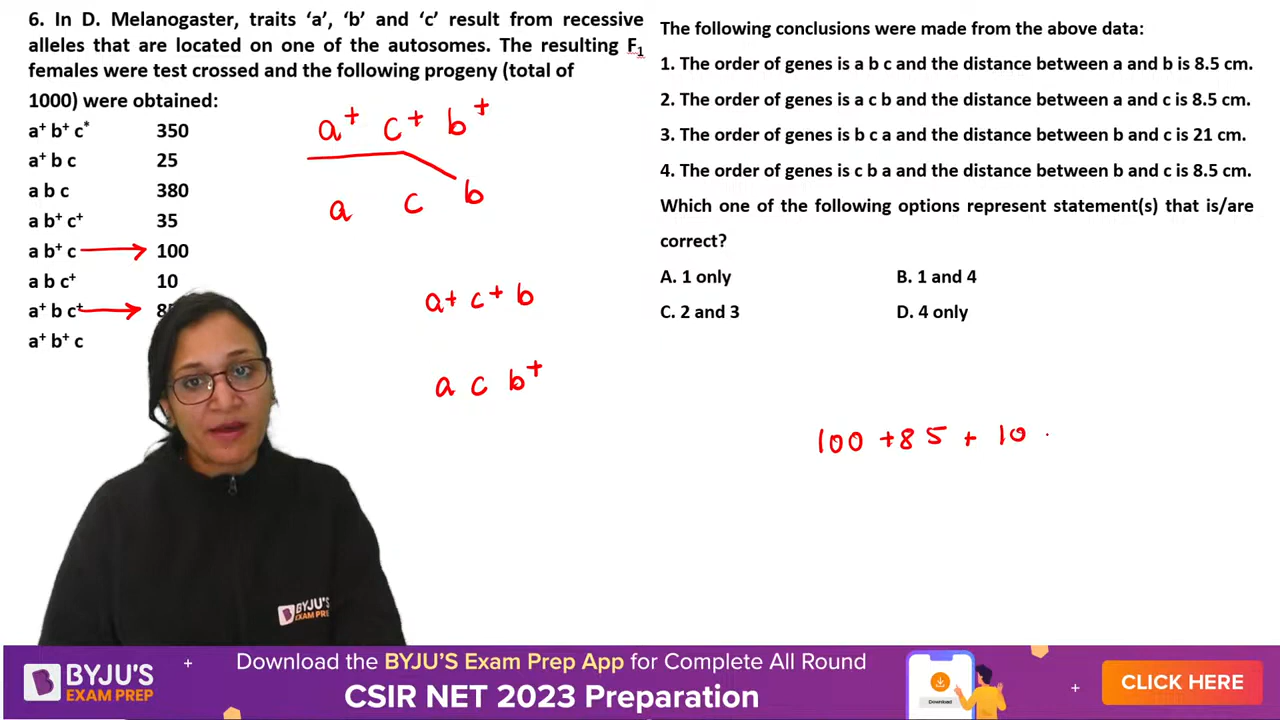 6. In D. Melanogaster, traits ‘a’, ‘b’ and ‘c’ result from recessive
alleles that are located on one of the autosomes. The resulting F₁
females were test crossed and the following progeny (total of
1000) were obtained:
a⁺ b⁺ c* 350
a⁺ b c 25
a b c 380
a b⁺ c⁺ 35
a b⁺ c 100
a b c⁺ 10
a⁺ b c⁺
a⁺ b⁺ c
a⁺ c⁺ b⁺
a c b
a+ c+ b
a c b⁺
The following conclusions were made from the above data:
1. The order of genes is a b c and the distance between a and b is 8.5 cm.
2. The order of genes is a c b and the distance between a and c is 8.5 cm.
3. The order of genes is b c a and the distance between b and c is 21 cm.
4. The order of genes is c b a and the distance between b and c is 8.5 cm.
Which one of the following options represent statement(s) that is/are
correct?
A. 1 only B. 1 and 4
C. 2 and 3 D. 4 only
100 +85 + 10
BYJU'S
EXAM PREP
BYJU'S
EXAM PREP
Download the BYJU'S Exam Prep App for Complete All Round
CSIR NET 2023 Preparation
Download
CLICK HERE